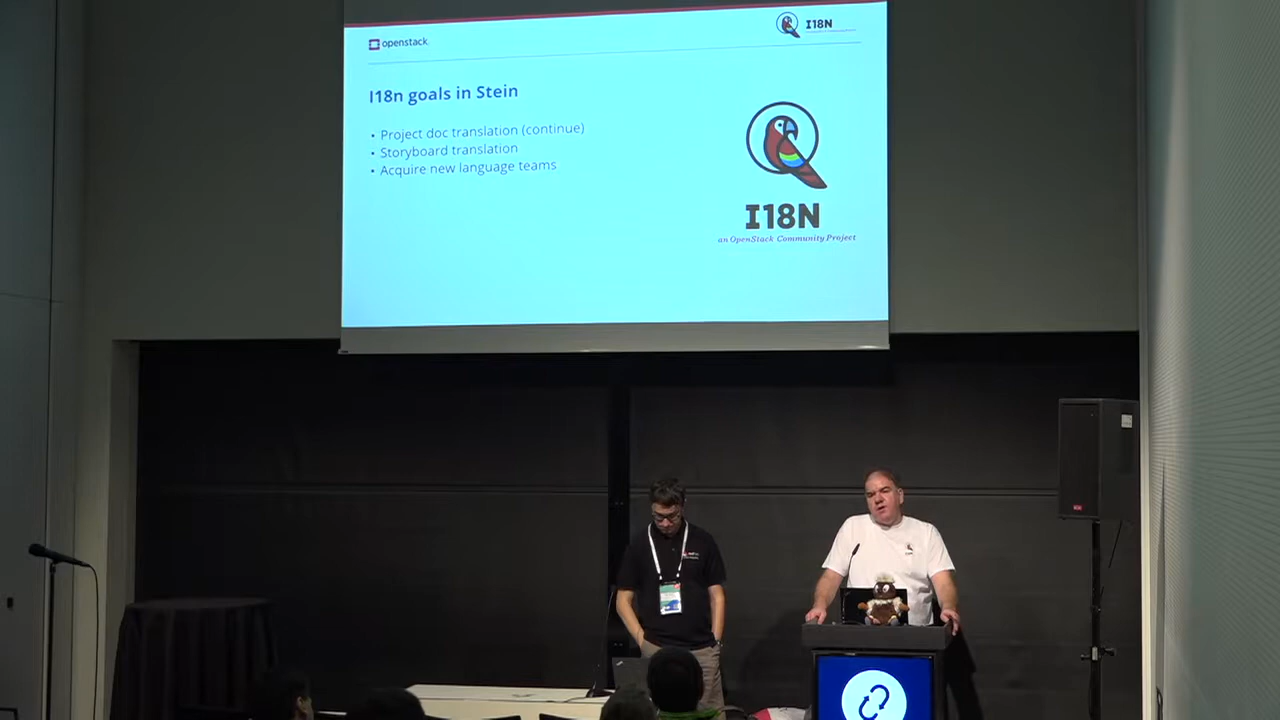 openstack.
I18N
I18n goals in Stein
• Project doc translation (continue)
• Storyboard translation
• Acquire new language teams
I18N
an OpenStack Community Project